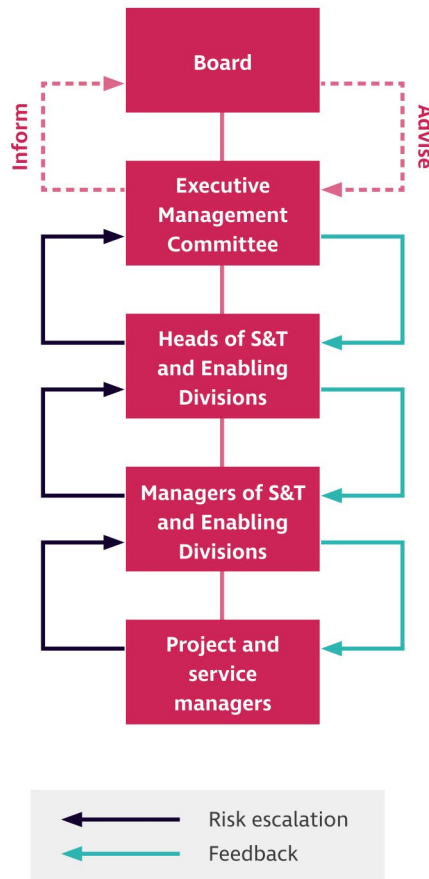 Board
Inform
Advise
Executive
Management
Committee
Heads of S&T
and Enabling
Divisions
Managers of S&T
and Enabling
Divisions
Project and
service
managers
Risk escalation
Feedback